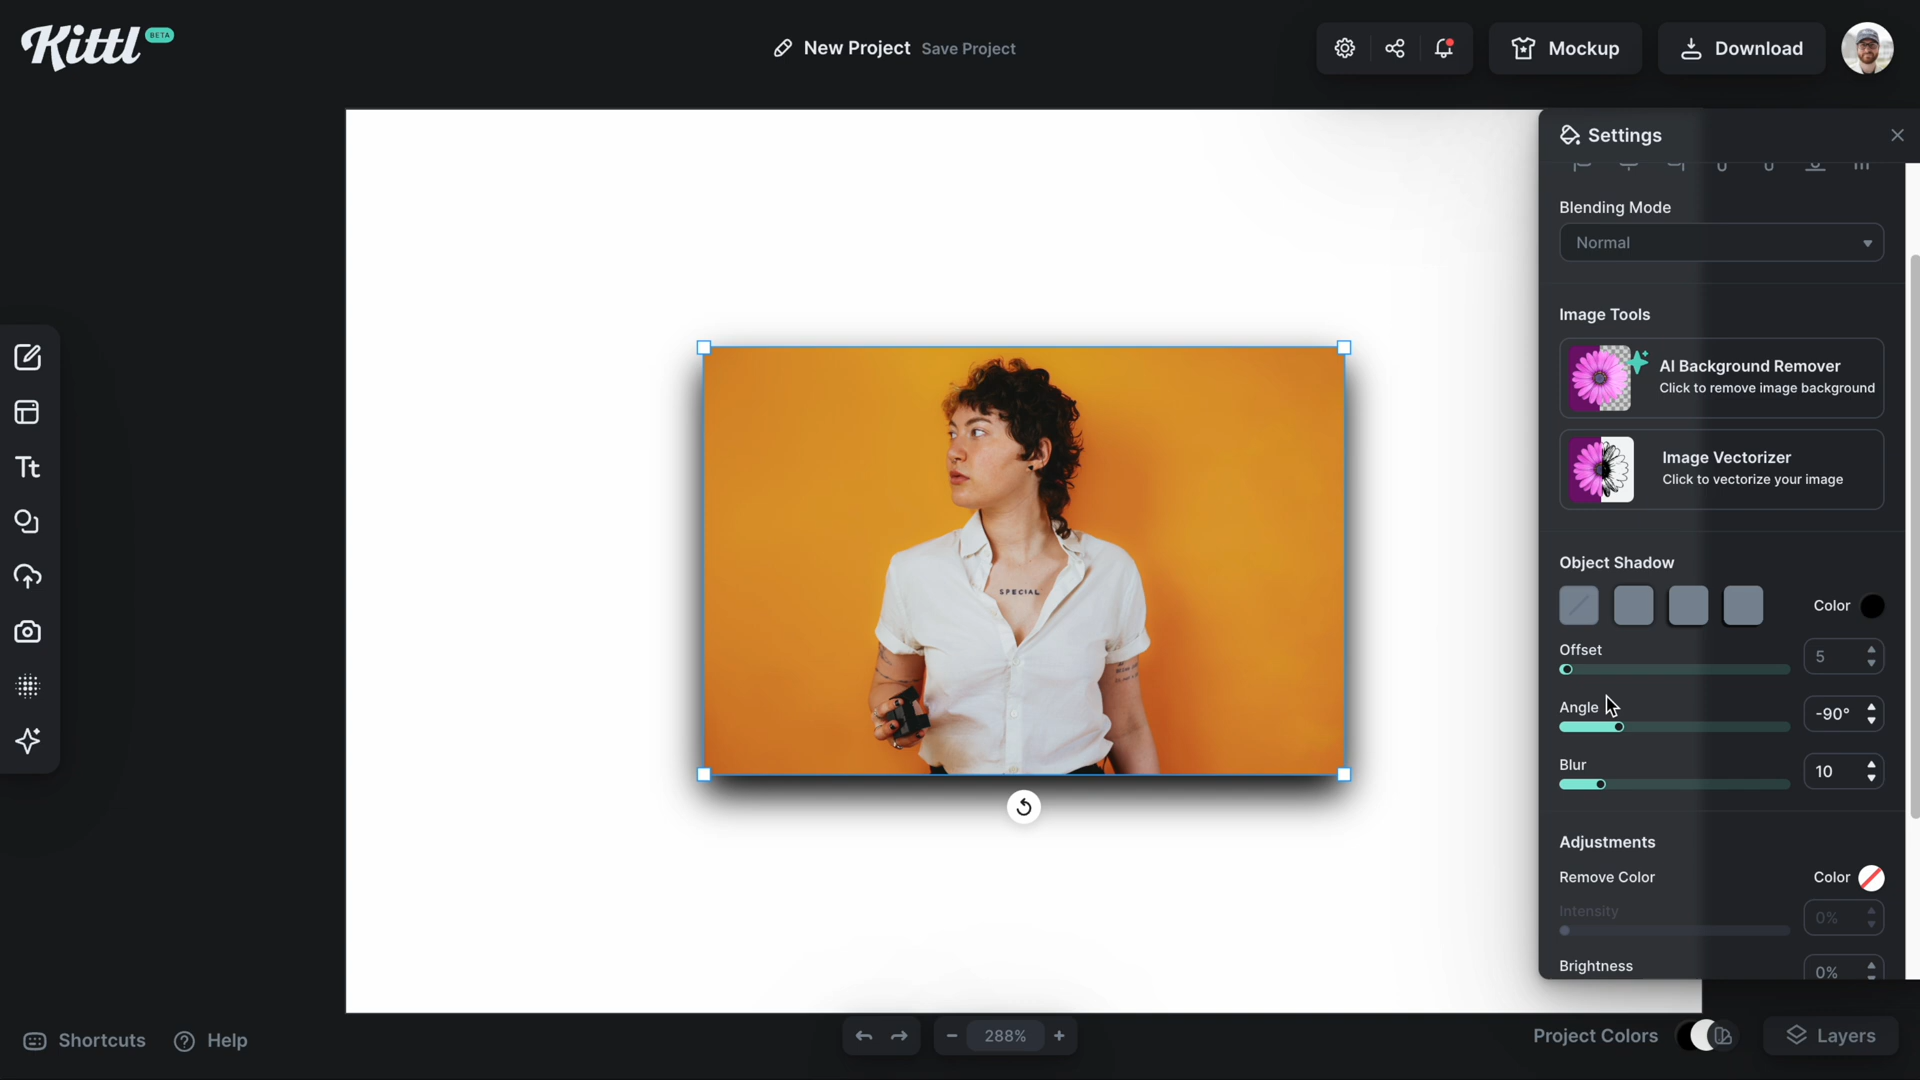 Kittl BETA
New Project Save Project
Mockup
Download
Settings
Blending Mode
Normal
Image Tools
AI Background Remover
Click to remove image background
Image Vectorizer
Click to vectorize your image
Object Shadow
Color
Offset
5
Angle
-90°
Blur
10
Adjustments
Remove Color
Color
Intensity
0%
Brightness
0%
Tt
SPECIAL
Shortcuts
Help
288%
Project Colors
Layers